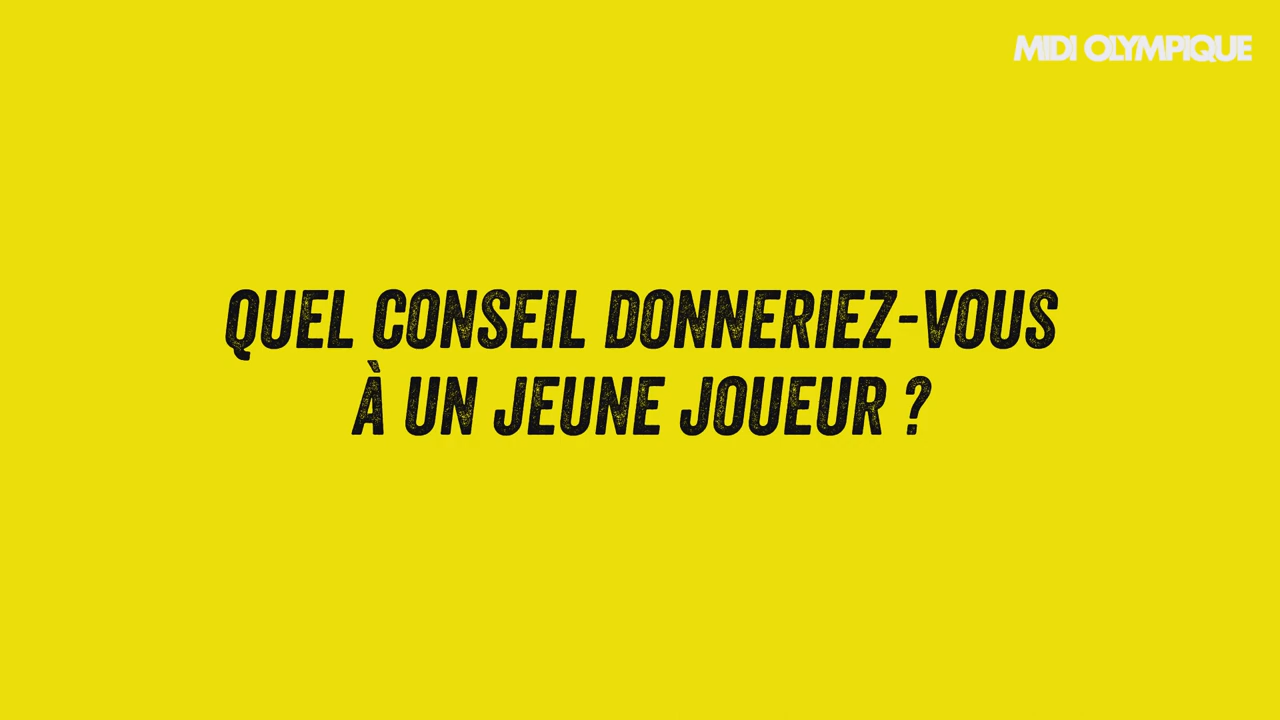 MIDI OLYMPIQUE
QUEL CONSEIL DONNERIEZ-VOUS
À UN JEUNE JOUEUR ?